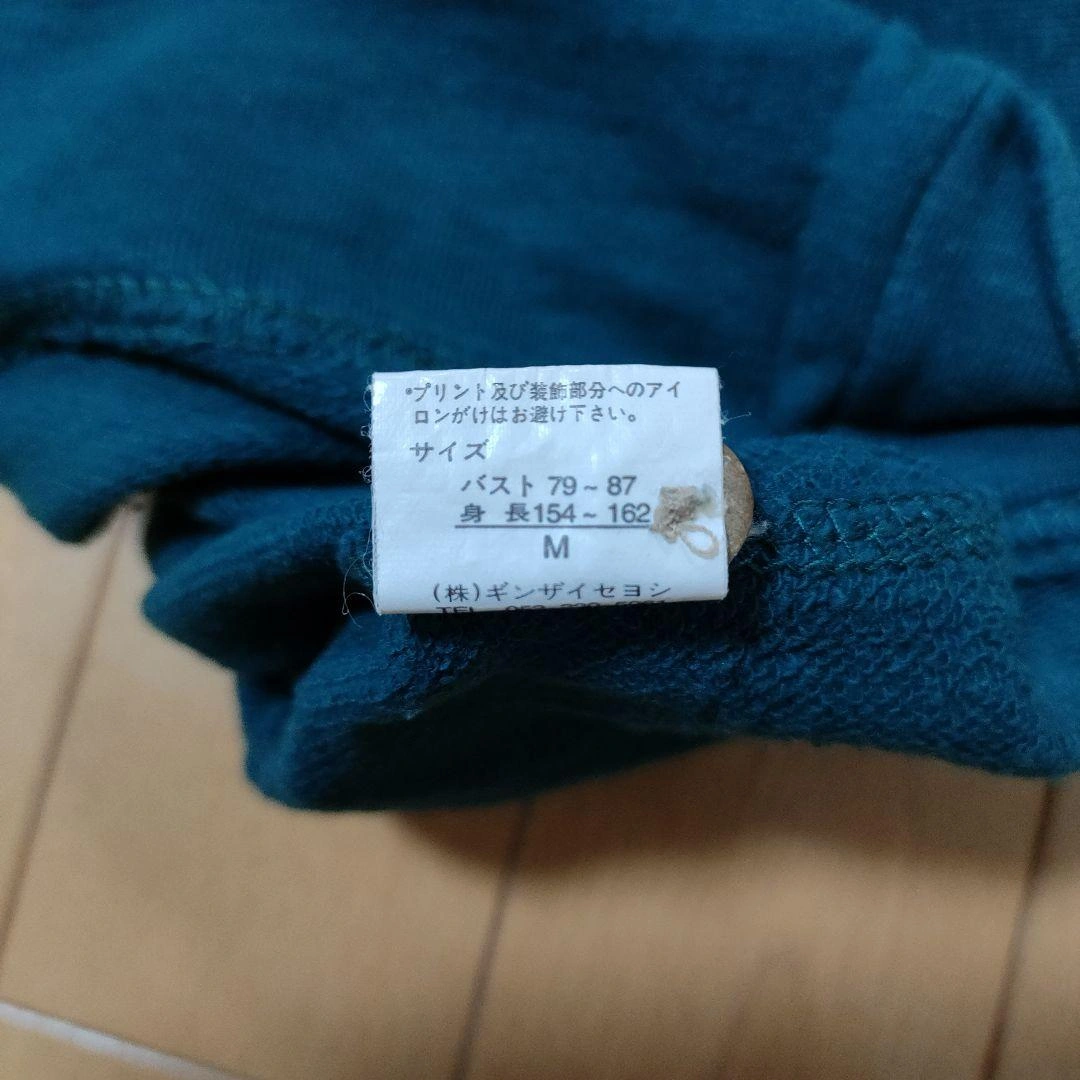 •プリント及び装飾部分へのアイ
ロンがけはお避け下さい。
サイズ
バスト 79~87
身 長154~162
M
(株)ギンザイセヨシ
TEL